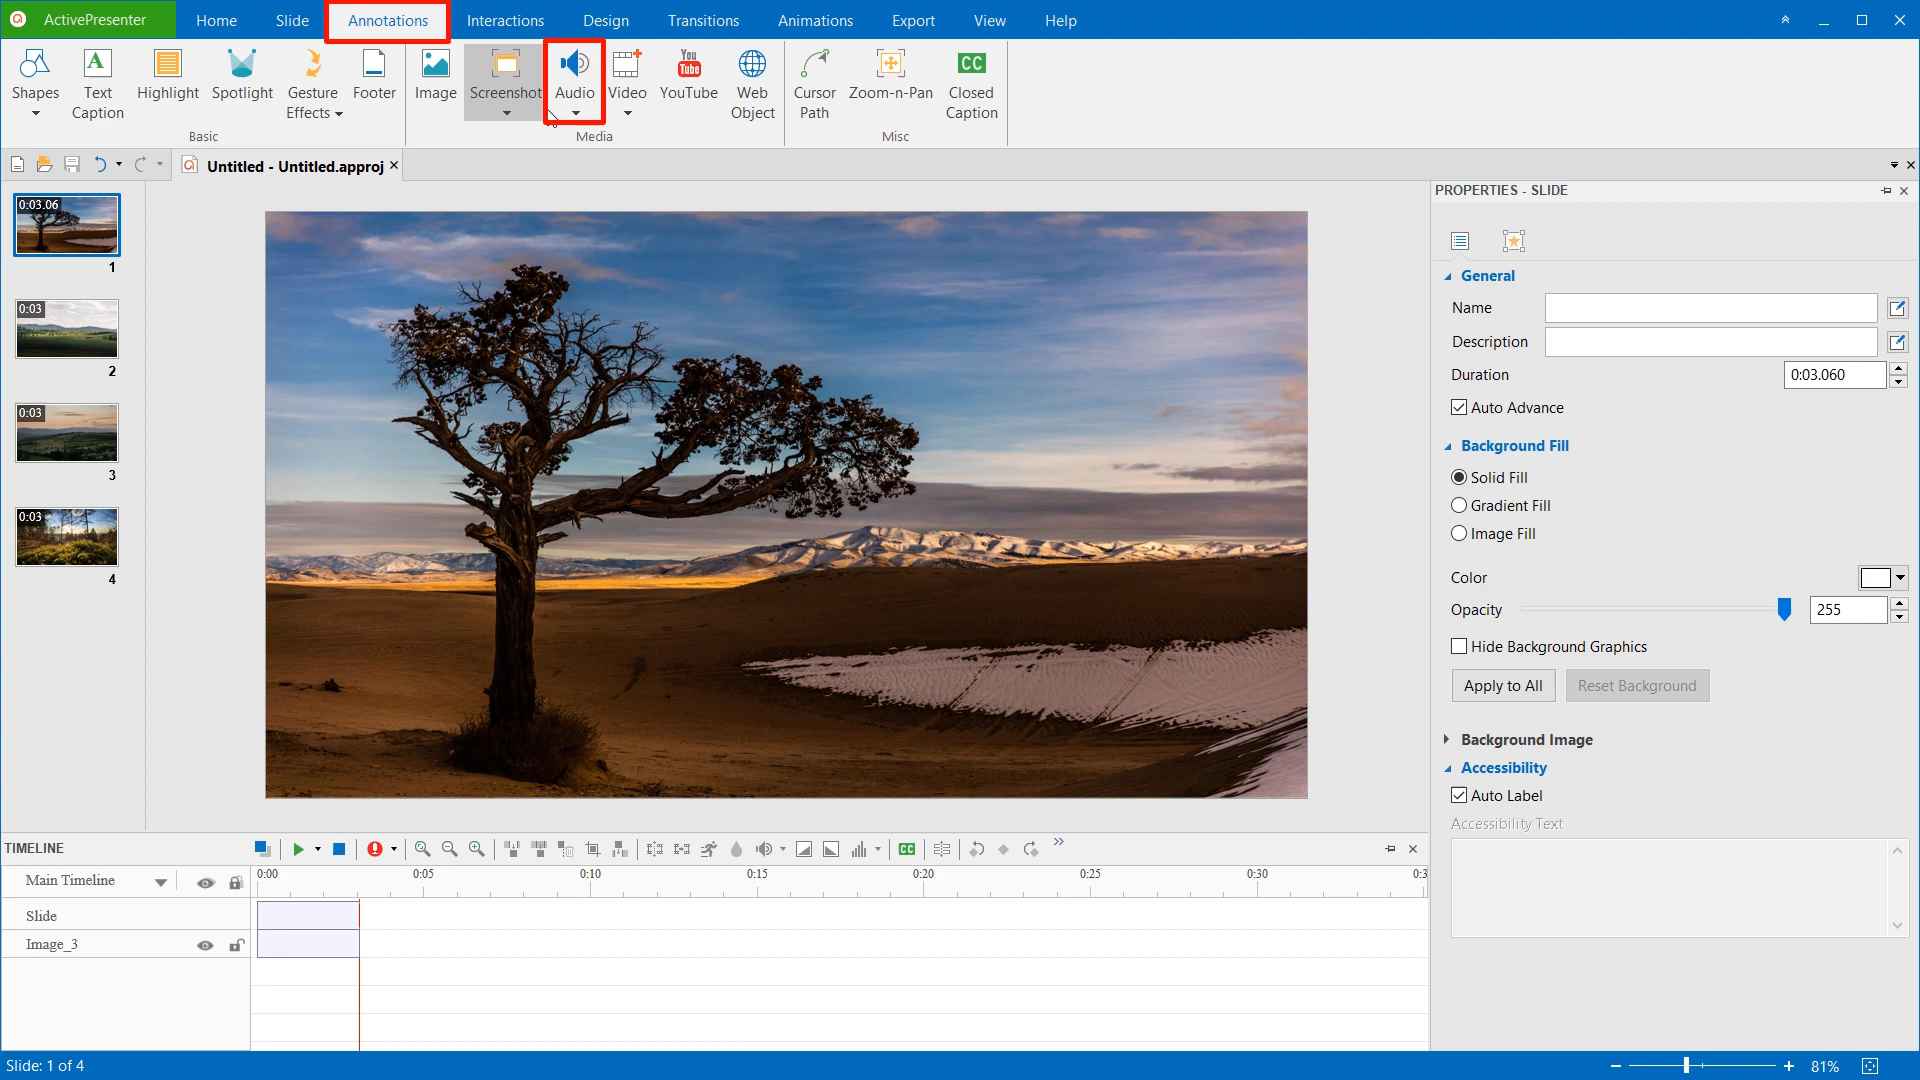 ActivePresenter
Home Slide Annotations Interactions Design Transitions Animations Export View Help
Shapes Text Caption Highlight Spotlight Gesture Effects Footer
Basic
Image Screenshot Audio Video YouTube Web Object
Media
Cursor Path Zoom-n-Pan CC Closed Caption
Misc
Untitled - Untitled.approj
0:03.06
1
0:03
2
0:03
3
0:03
4
PROPERTIES - SLIDE
General
Name
Description
Duration 0:03.060
Auto Advance
Background Fill
Solid Fill
Gradient Fill
Image Fill
Color
Opacity 255
Hide Background Graphics
Apply to All Reset Background
Background Image
Accessibility
Auto Label
Accessibility Text
TIMELINE CC
Main Timeline 0:00 0:05 0:10 0:15 0:20 0:25 0:30 0:3
Slide
Image_3
Slide: 1 of 4 81%